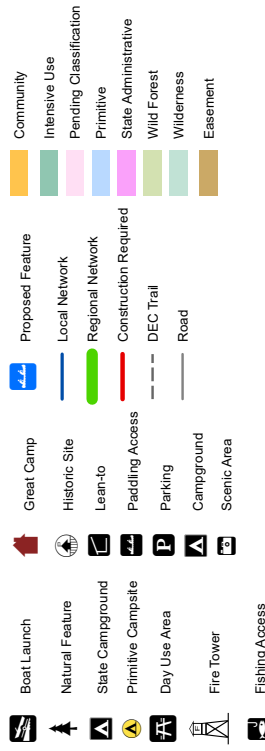 Boat Launch
Natural Feature
State Campground
Primitive Campsite
Day Use Area
Fire Tower
Fishing Access
Great Camp
Historic Site
Lean-to
Paddling Access
P
Parking
Campground
Scenic Area
Proposed Feature
Local Network
Regional Network
Construction Required
DEC Trail
Road
Community
Intensive Use
Pending Classification
Primitive
State Administrative
Wild Forest
Wilderness
Easement